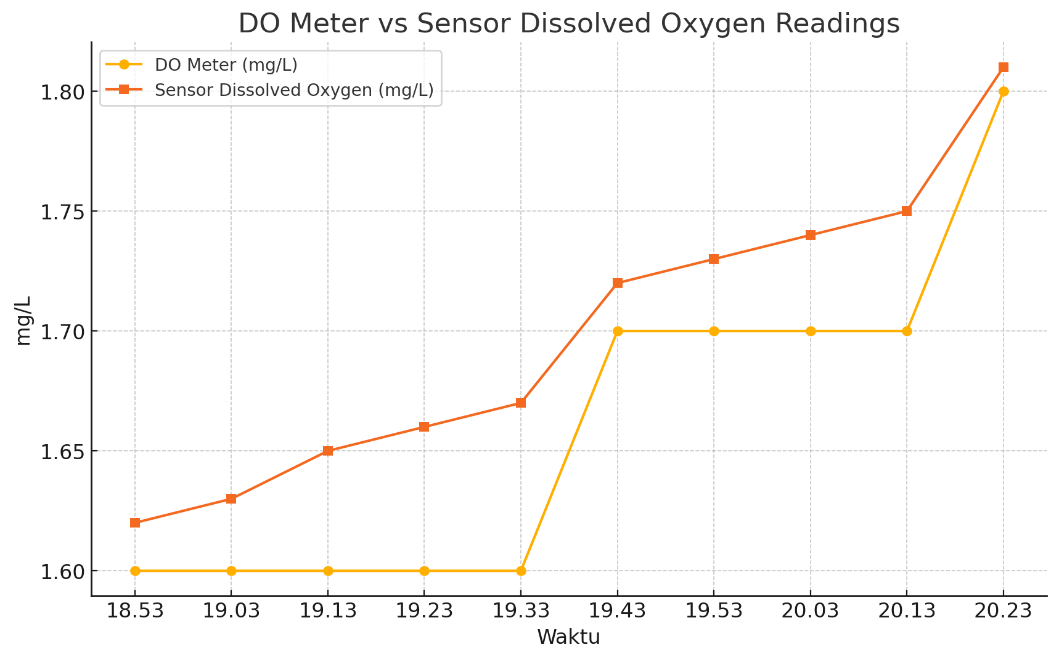 DO Meter vs Sensor Dissolved Oxygen Readings
DO Meter (mg/L)
Sensor Dissolved Oxygen (mg/L)
1.80
1.75
1.70
1.65
1.60
mg/L
18.53 19.03 19.13 19.23 19.33 19.43 19.53 20.03 20.13 20.23
Waktu